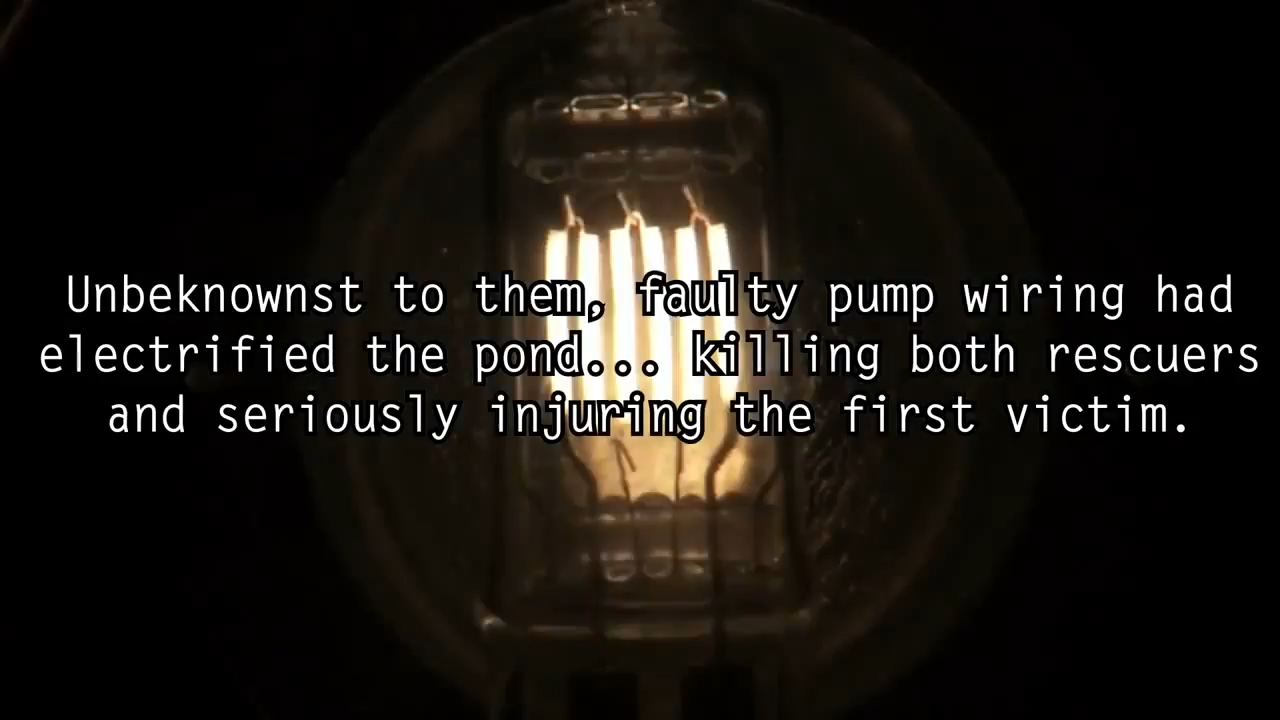 Unbeknownst to them, faulty pump wiring had
electrified the pond... killing both rescuers
and seriously injuring the first victim.